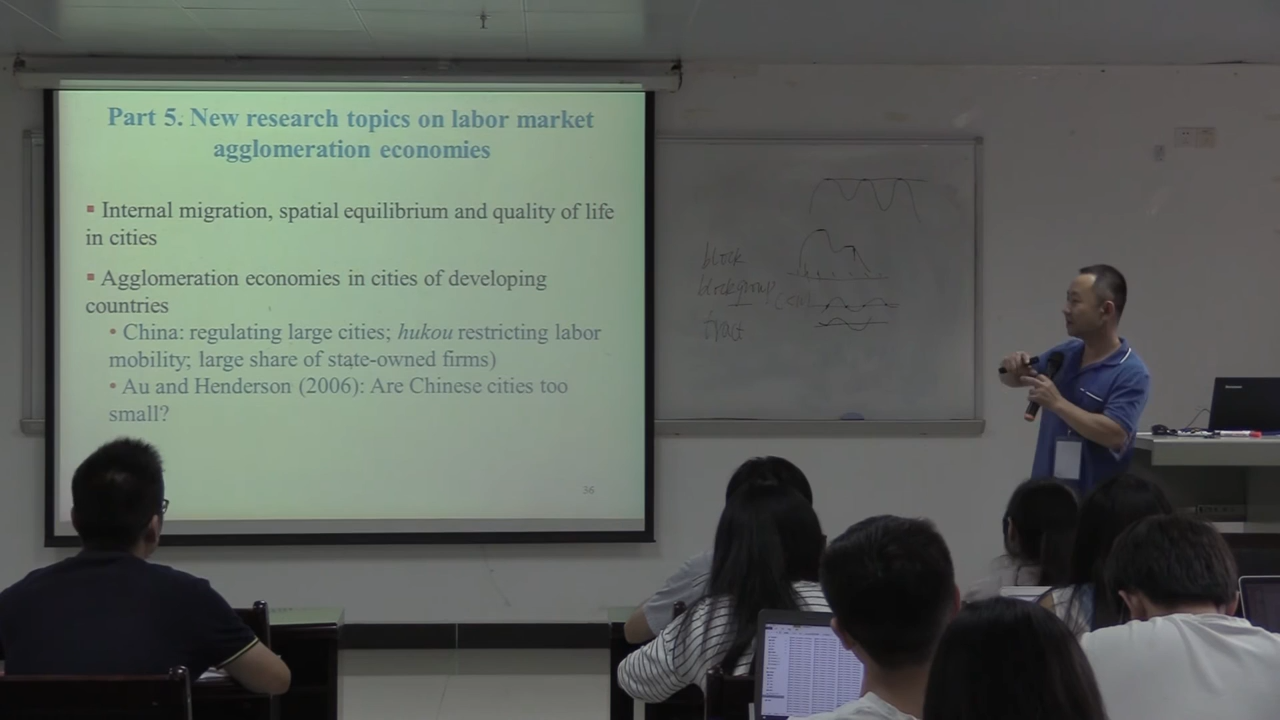 Part 5. New research topics on labor market
agglomeration economies
▪ Internal migration, spatial equilibrium and quality of life
in cities
▪ Agglomeration economies in cities of developing
countries
• China: regulating large cities; hukou restricting labor
mobility; large share of state-owned firms)
• Au and Henderson (2006): Are Chinese cities too
small?
36
block
blockgroup
tract